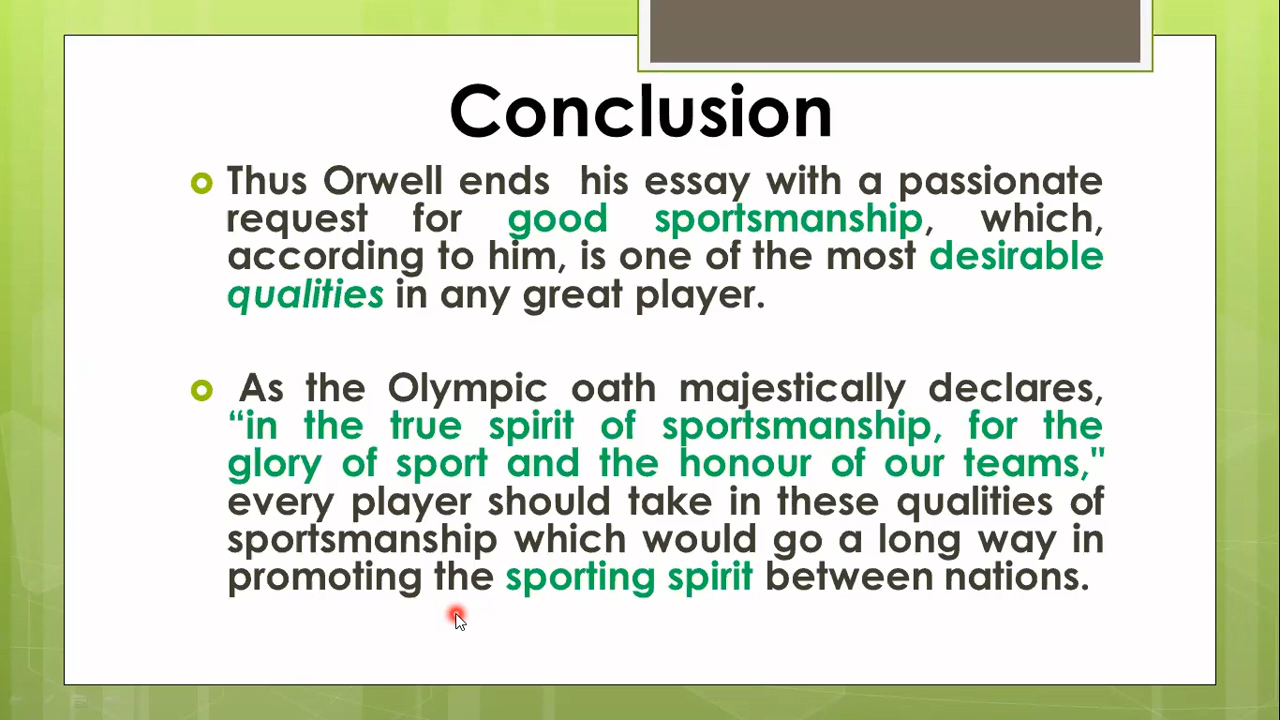 Conclusion
Thus Orwell ends his essay with a passionate
request for good sportsmanship, which,
according to him, is one of the most desirable
qualities in any great player.
As the Olympic oath majestically declares,
“in the true spirit of sportsmanship, for the
glory of sport and the honour of our teams,"
every player should take in these qualities of
sportsmanship which would go a long way in
promoting the sporting spirit between nations.